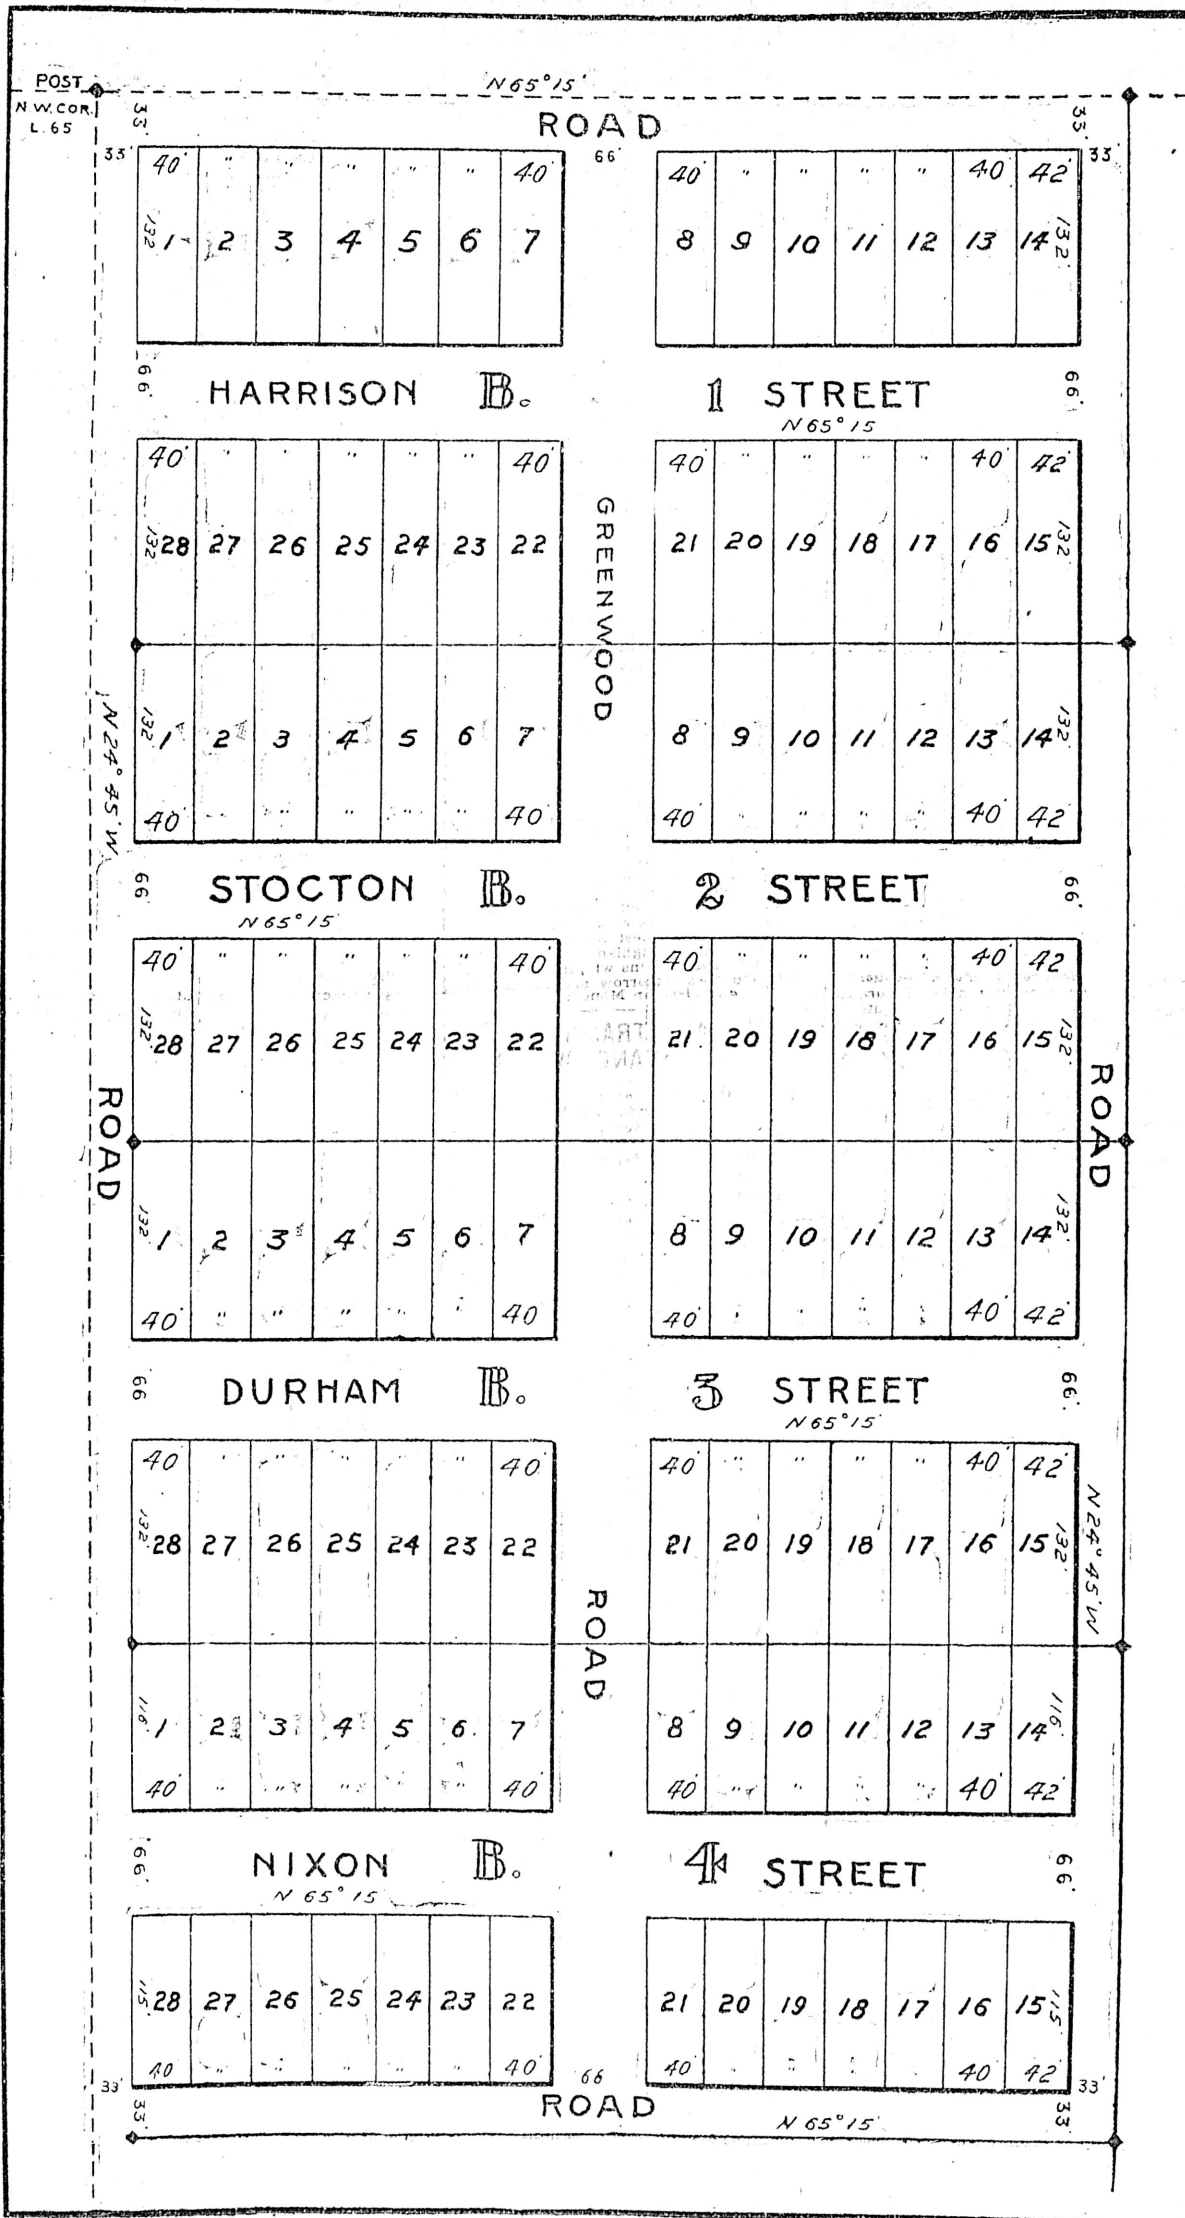 POST N65°15'
N.W.COR. 33' 33'
L.65 ROAD
33' 66' 33'
40' " " " " " 40' 40' " " " " 40' 42'
132' 1 2 3 4 5 6 7 8 9 10 11 12 13 14 132'
66' HARRISON B. 1 STREET 66'
N65°15
40' " " " " " 40' 40' " " " " 40' 42'
132' 28 27 26 25 24 23 22 21 20 19 18 17 16 15 132'
GREENWOOD
132' 1 2 3 4 5 6 7 8 9 10 11 12 13 14 132'
N24°45'W
40' " " " " " 40' 40' " " " " 40' 42
66' STOCTON B. 2 STREET 66'
N65°15'
40' " " " " " 40' 40' " " " " 40' 42
132' 28 27 26 25 24 23 22 21 20 19 18 17 16 15 132'
ROAD ROAD
132' 1 2 3 4 5 6 7 8 9 10 11 12 13 14 132'
40' " " " " " 40 40' " " " " 40' 42'
66' DURHAM B. 3 STREET 66'
N65°15'
40' " " " " " 40' 40' " " " " 40' 42'
132' 28 27 26 25 24 23 22 21 20 19 18 17 16 15 132'
N24°45'W
ROAD
116' 1 2 3 4 5 6 7 8 9 10 11 12 13 14 116'
40' " " " " " 40' 40' " " " " 40' 42'
66' NIXON B. 4 STREET 66'
N65°15
115' 28 27 26 25 24 23 22 21 20 19 18 17 16 15 115'
40 " " " " " 40' 40' " " " " 40' 42'
33' 66 33'
33' ROAD 33'
N65°15'